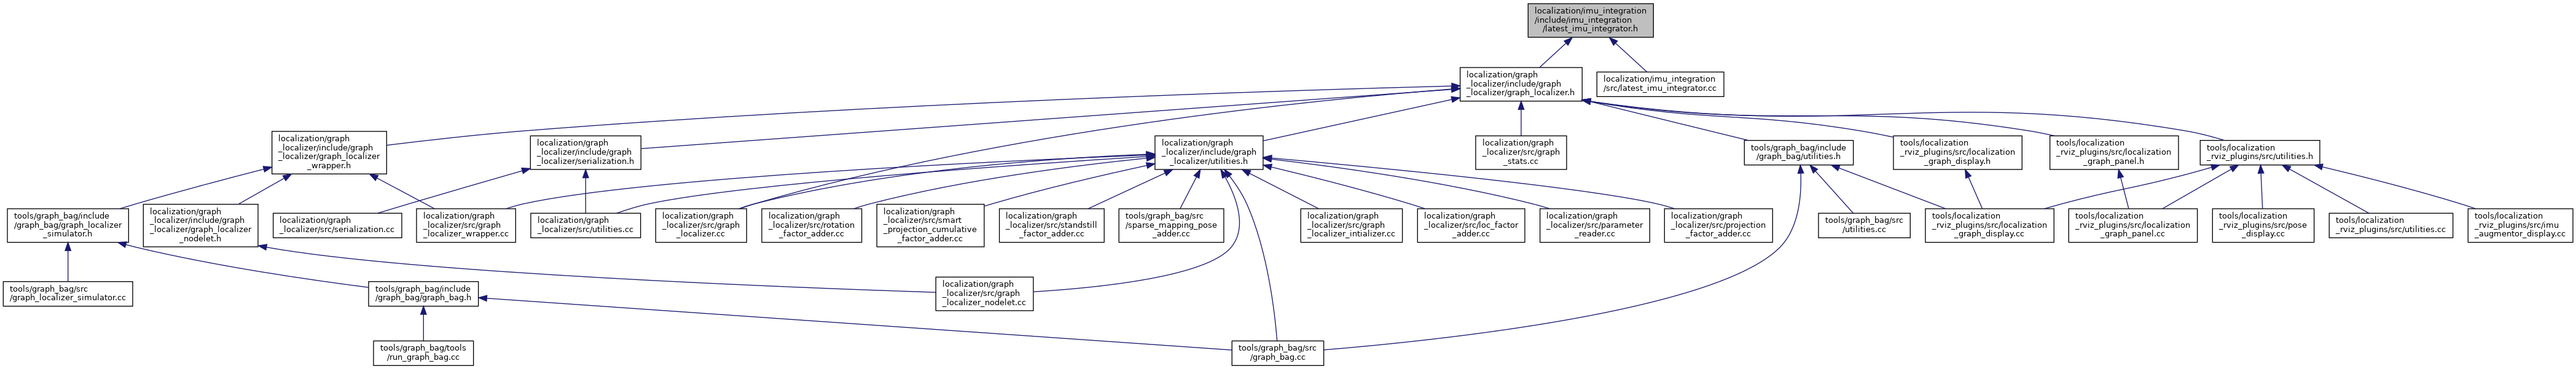 localization/imu_integration
/include/imu_integration
/latest_imu_integrator.h
localization/graph
_localizer/include/graph
_localizer/graph_localizer.h
localization/imu_integration
/src/latest_imu_integrator.cc
localization/graph
_localizer/include/graph
_localizer/graph_localizer
_wrapper.h
localization/graph
_localizer/include/graph
_localizer/serialization.h
localization/graph
_localizer/include/graph
_localizer/utilities.h
localization/graph
_localizer/src/graph
_stats.cc
tools/graph_bag/include
/graph_bag/utilities.h
tools/localization
_rviz_plugins/src/localization
_graph_display.h
tools/localization
_rviz_plugins/src/localization
_graph_panel.h
tools/localization
_rviz_plugins/src/utilities.h
tools/graph_bag/include
/graph_bag/graph_localizer
_simulator.h
localization/graph
_localizer/include/graph
_localizer/graph_localizer
_nodelet.h
localization/graph
_localizer/src/serialization.cc
localization/graph
_localizer/src/graph
_localizer_wrapper.cc
localization/graph
_localizer/src/utilities.cc
localization/graph
_localizer/src/graph
_localizer.cc
localization/graph
_localizer/src/rotation
_factor_adder.cc
localization/graph
_localizer/src/smart
_projection_cumulative
_factor_adder.cc
localization/graph
_localizer/src/standstill
_factor_adder.cc
tools/graph_bag/src
/sparse_mapping_pose
_adder.cc
localization/graph
_localizer/src/graph
_localizer_intializer.cc
localization/graph
_localizer/src/loc_factor
_adder.cc
localization/graph
_localizer/src/parameter
_reader.cc
localization/graph
_localizer/src/projection
_factor_adder.cc
tools/graph_bag/src
/utilities.cc
tools/localization
_rviz_plugins/src/localization
_graph_display.cc
tools/localization
_rviz_plugins/src/localization
_graph_panel.cc
tools/localization
_rviz_plugins/src/pose
_display.cc
tools/localization
_rviz_plugins/src/utilities.cc
tools/localization
_rviz_plugins/src/imu
_augmentor_display.cc
tools/graph_bag/src
/graph_localizer_simulator.cc
tools/graph_bag/include
/graph_bag/graph_bag.h
localization/graph
_localizer/src/graph
_localizer_nodelet.cc
tools/graph_bag/tools
/run_graph_bag.cc
tools/graph_bag/src
/graph_bag.cc